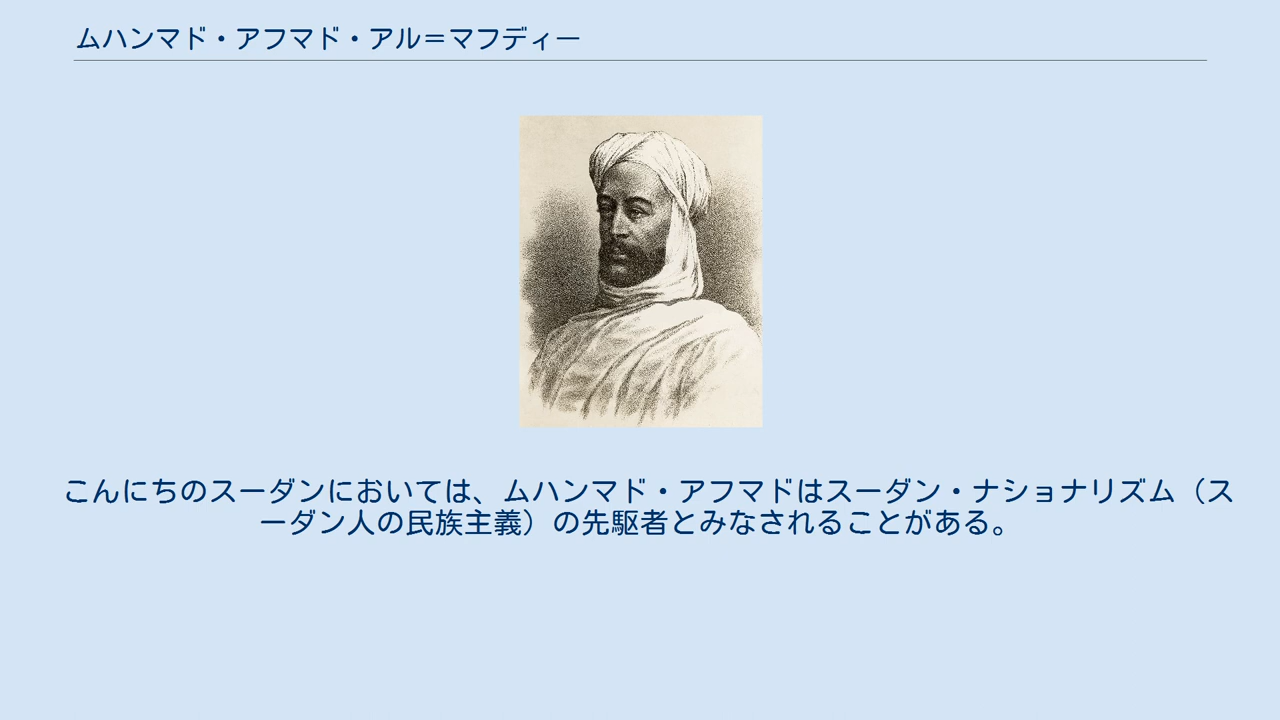 ムハンマド・アフマド・アル＝マフディー
こんにちのスーダンにおいては、ムハンマド・アフマドはスーダン・ナショナリズム（ス
ーダン人の民族主義）の先駆者とみなされることがある。